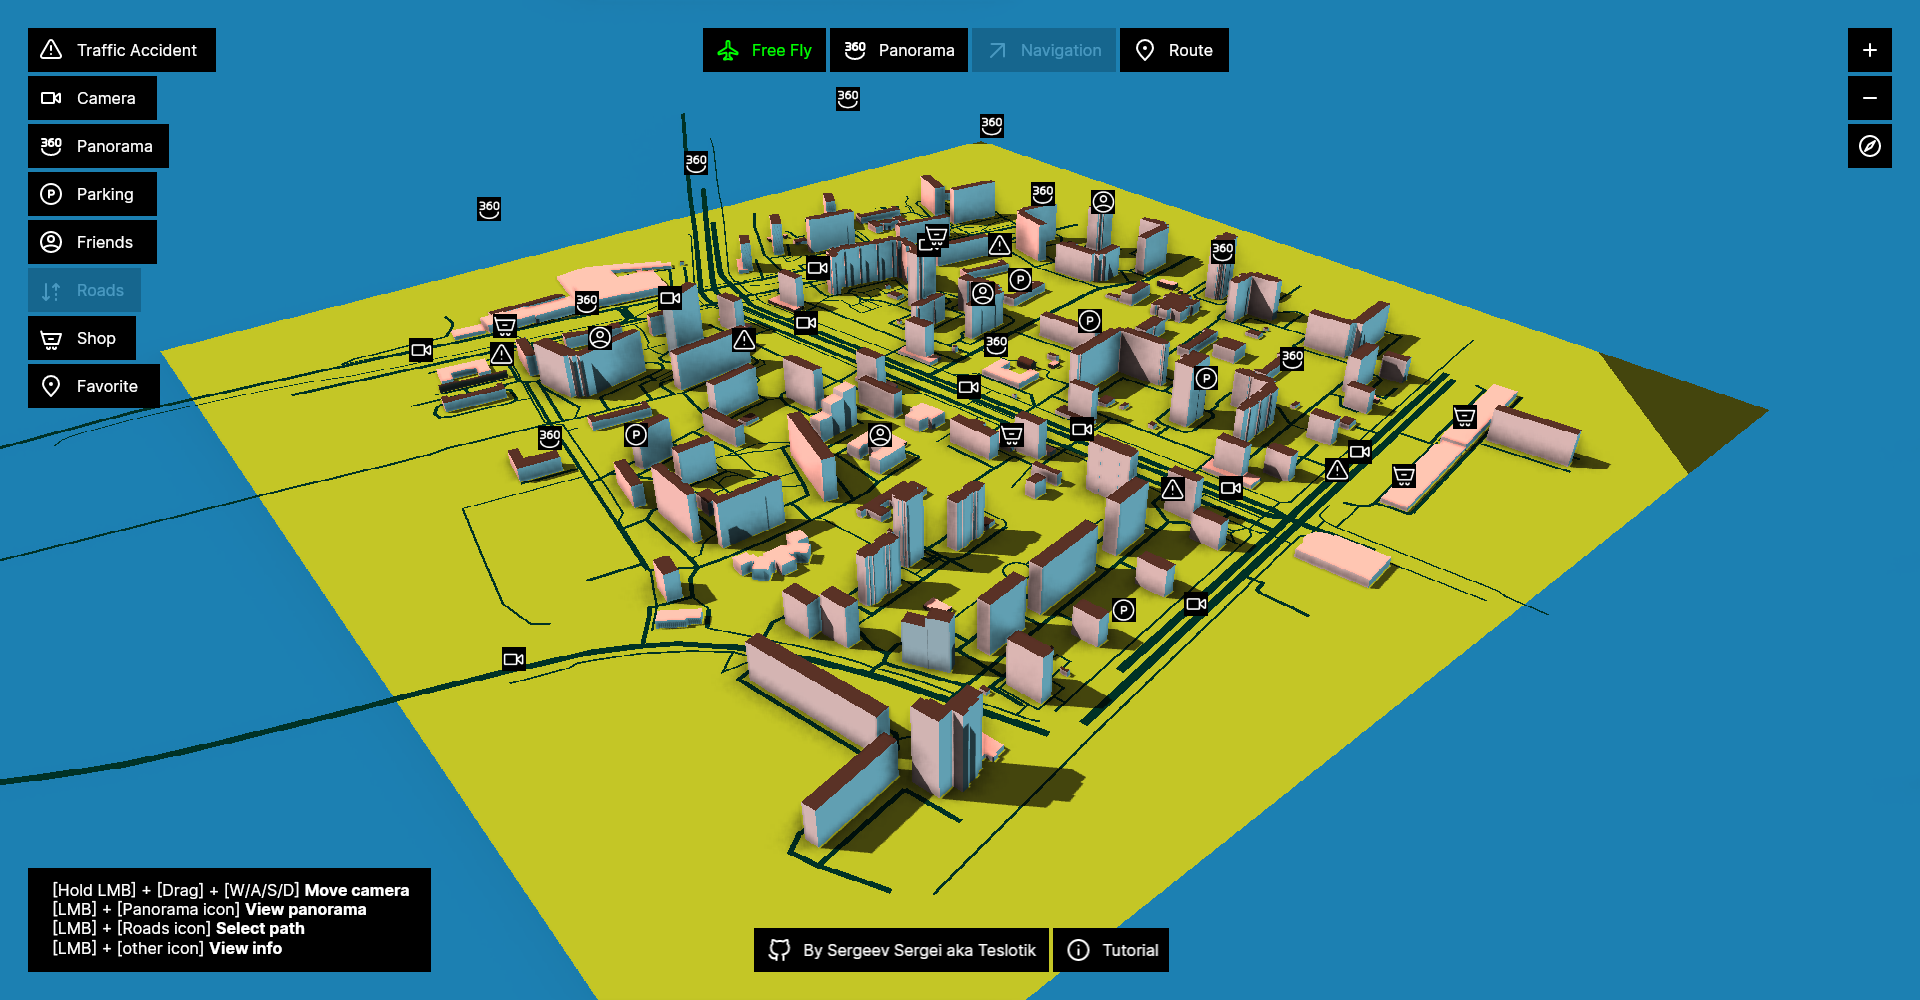 Traffic Accident
Free Fly
Panorama
Navigation
Route
Camera
Panorama
Parking
Friends
Roads
Shop
Favorite
360
360
360
360
360
360
360
360
360
360
360
360
P
P
P
P
P
P
[Hold LMB] + [Drag] + [W/A/S/D] Move camera
[LMB] + [Panorama icon] View panorama
[LMB] + [Roads icon] Select path
[LMB] + [other icon] View info
By Sergeev Sergei aka Teslotik
Tutorial